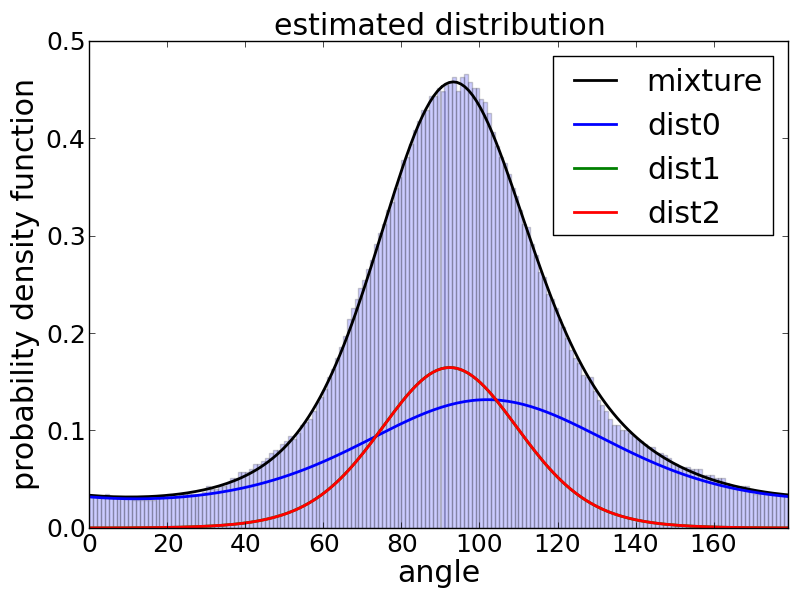 estimated distribution
0.5
0.4
0.3
0.2
0.1
0.0
probability density function
mixture
dist0
dist1
dist2
0 20 40 60 80 100 120 140 160
angle